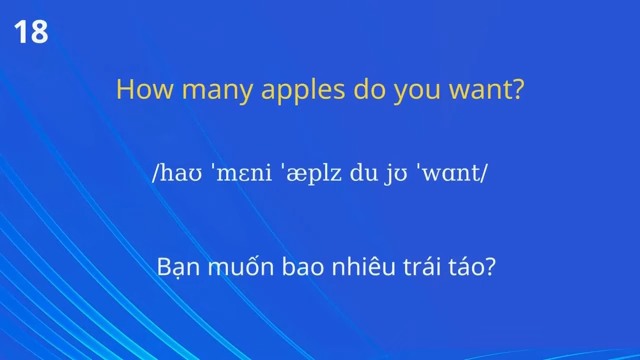 18
How many apples do you want?
/haʊ ˈmɛni ˈæplz du jʊ ˈwɑnt/
Bạn muốn bao nhiêu trái táo?